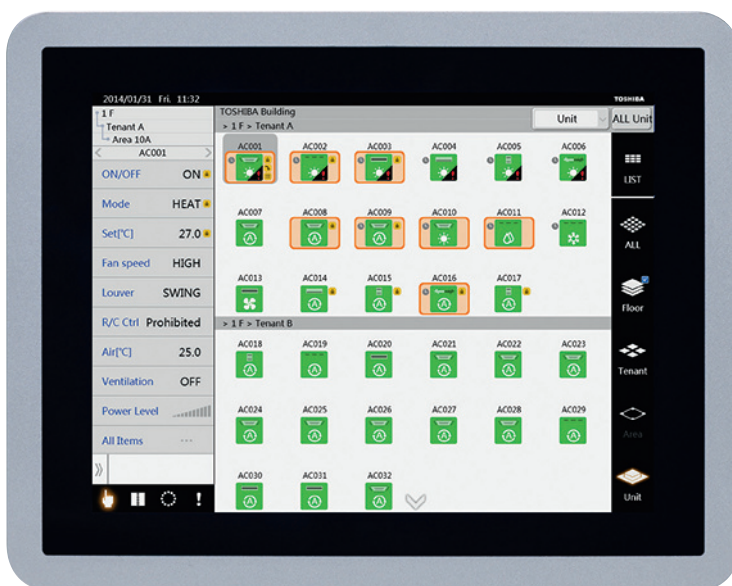 2014/01/31 Fri. 11:32
TOSHIBA
1 F
Tenant A
Area 10A
< AC001 >
ON/OFF ON
Mode HEAT
Set[°C] 27.0
Fan speed HIGH
Louver SWING
R/C Ctrl Prohibited
Air[°C] 25.0
Ventilation OFF
Power Level
All Items ---
TOSHIBA Building
> 1 F > Tenant A
Unit
ALL Unit
AC001 AC002 AC003 AC004 AC005 AC006
AC007 AC008 AC009 AC010 AC011 AC012
AC013 AC014 AC015 AC016 AC017
> 1 F > Tenant B
AC018 AC019 AC020 AC021 AC022 AC023
AC024 AC025 AC026 AC027 AC028 AC029
AC030 AC031 AC032
LIST
ALL
Floor
Tenant
Area
Unit